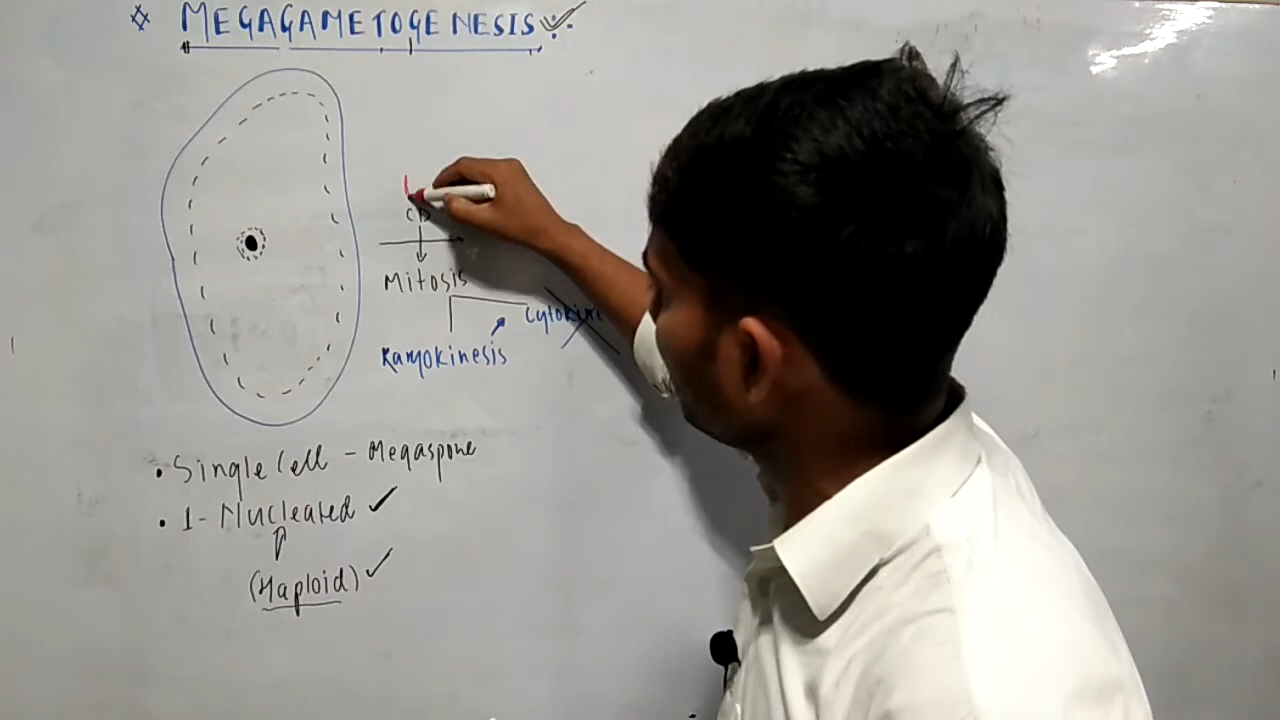 MEGAGAMETOGENESIS
Mitosis
Karyokinesis
• Single Cell - Megaspore
• 1- Nucleated
(Haploid)